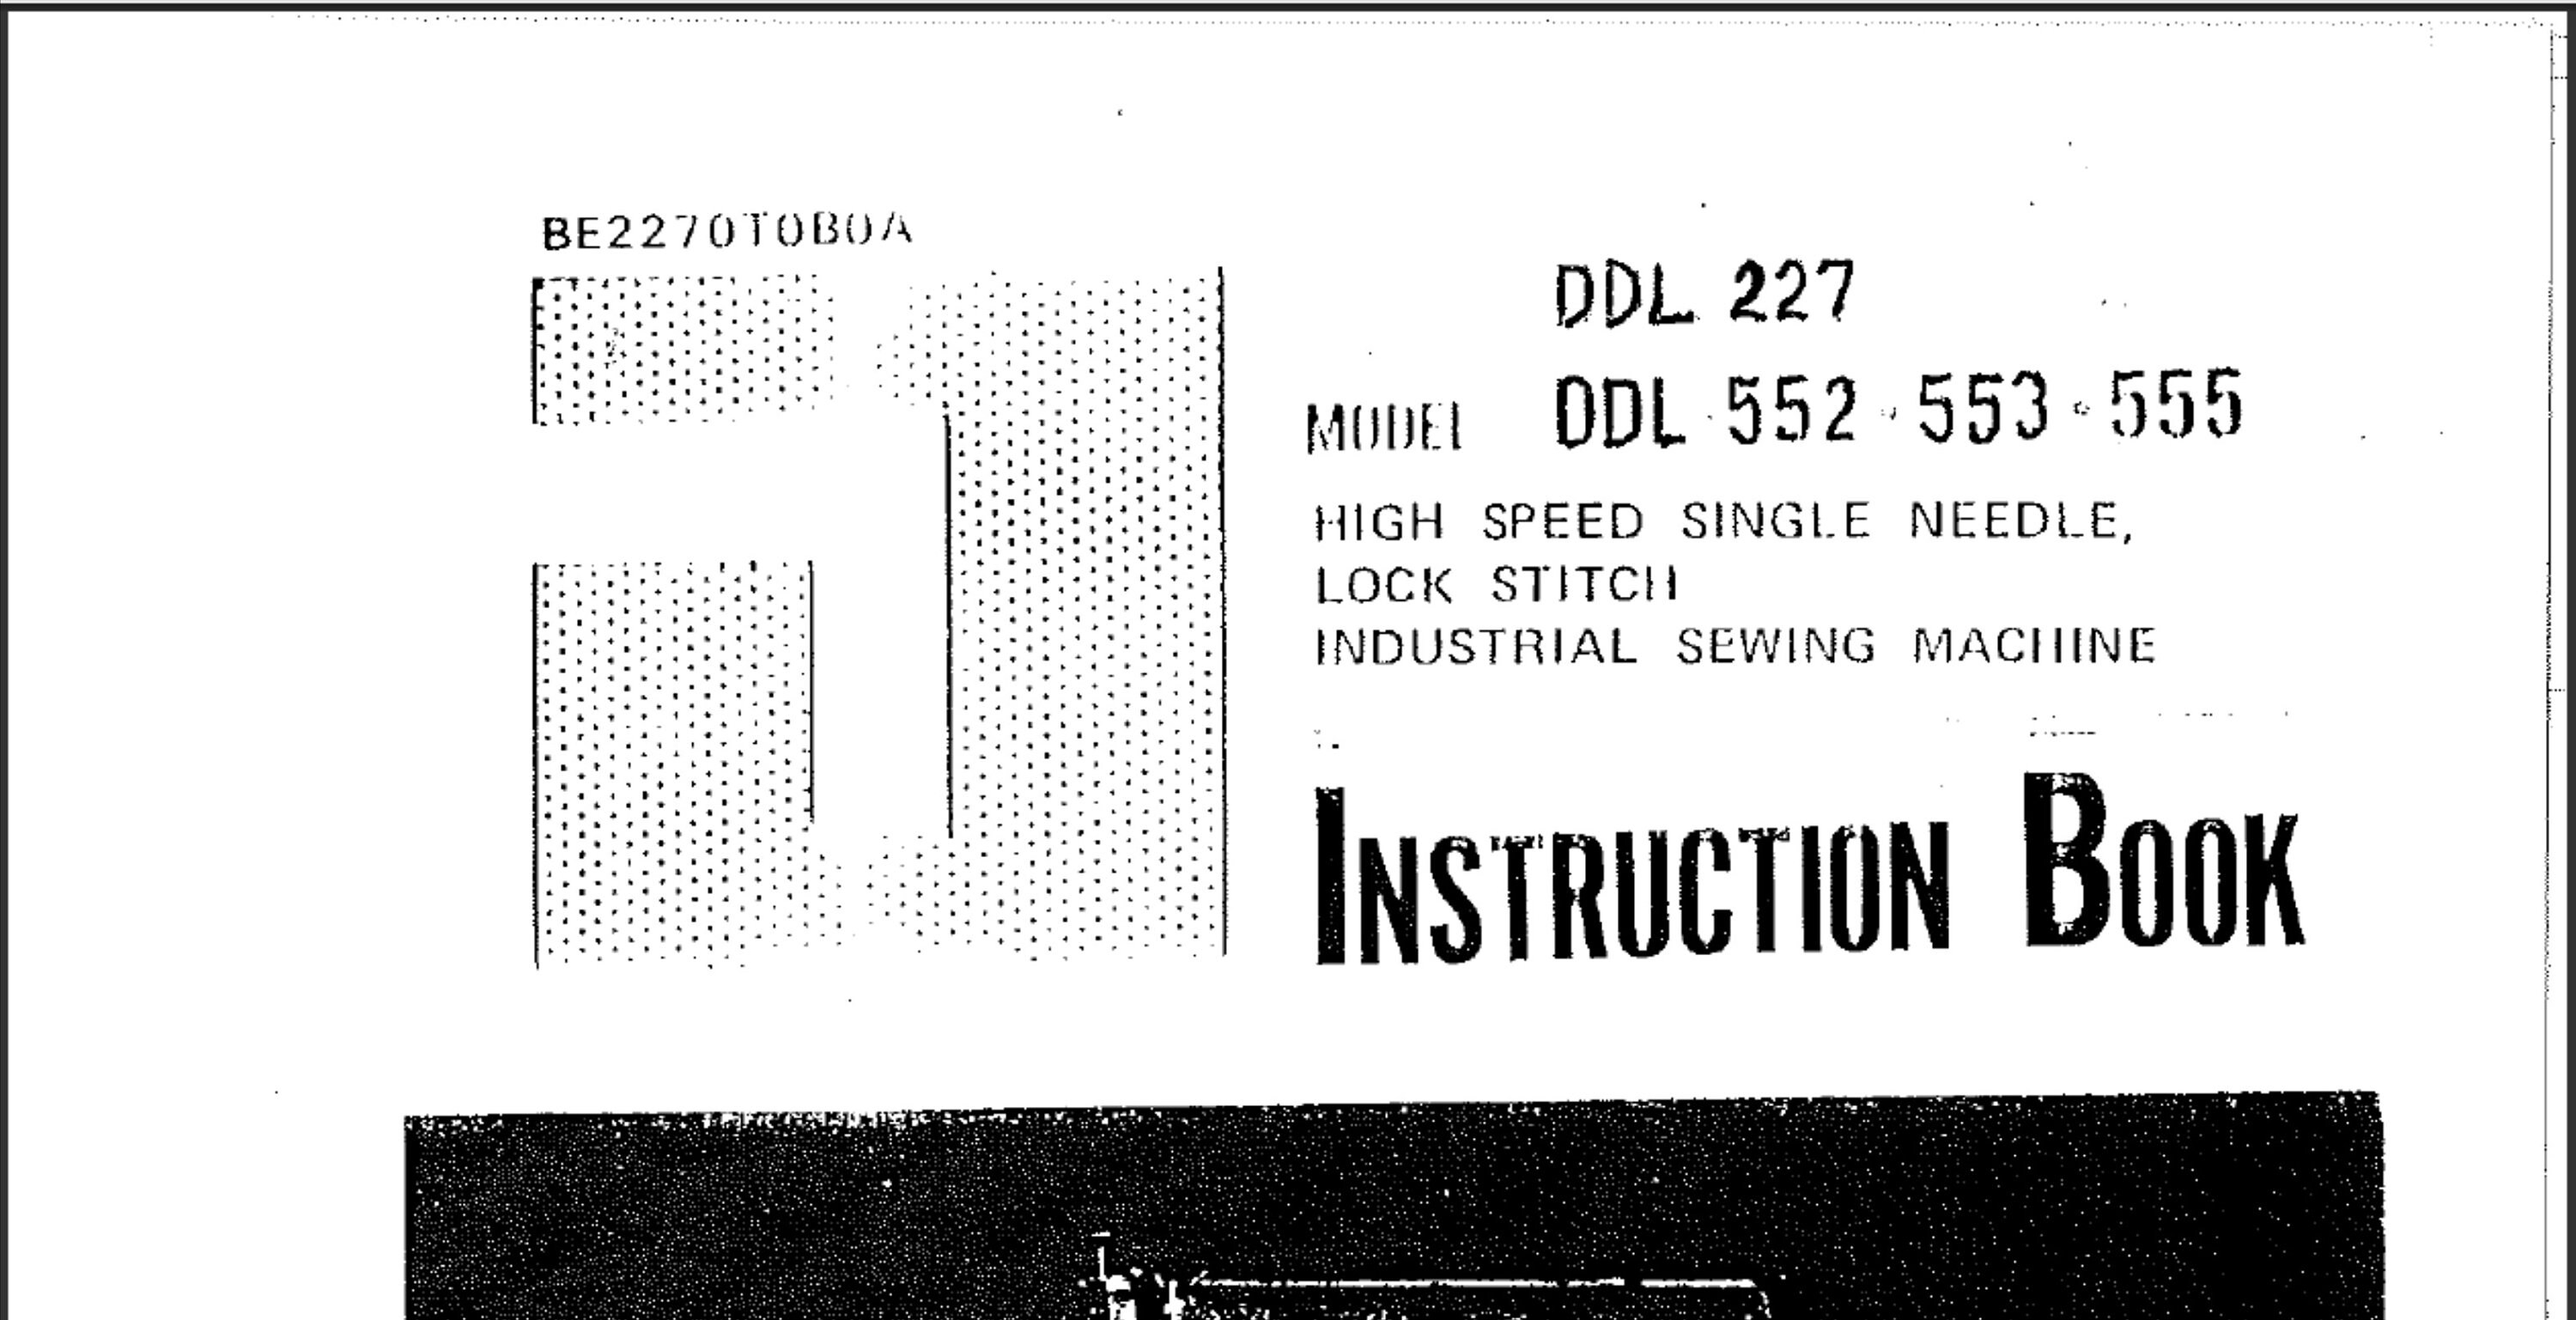 BE2270T0B0A
DDL 227
MODEL DDL 552 · 553 · 555
HIGH SPEED SINGLE NEEDLE,
LOCK STITCH
INDUSTRIAL SEWING MACHINE
INSTRUCTION BOOK